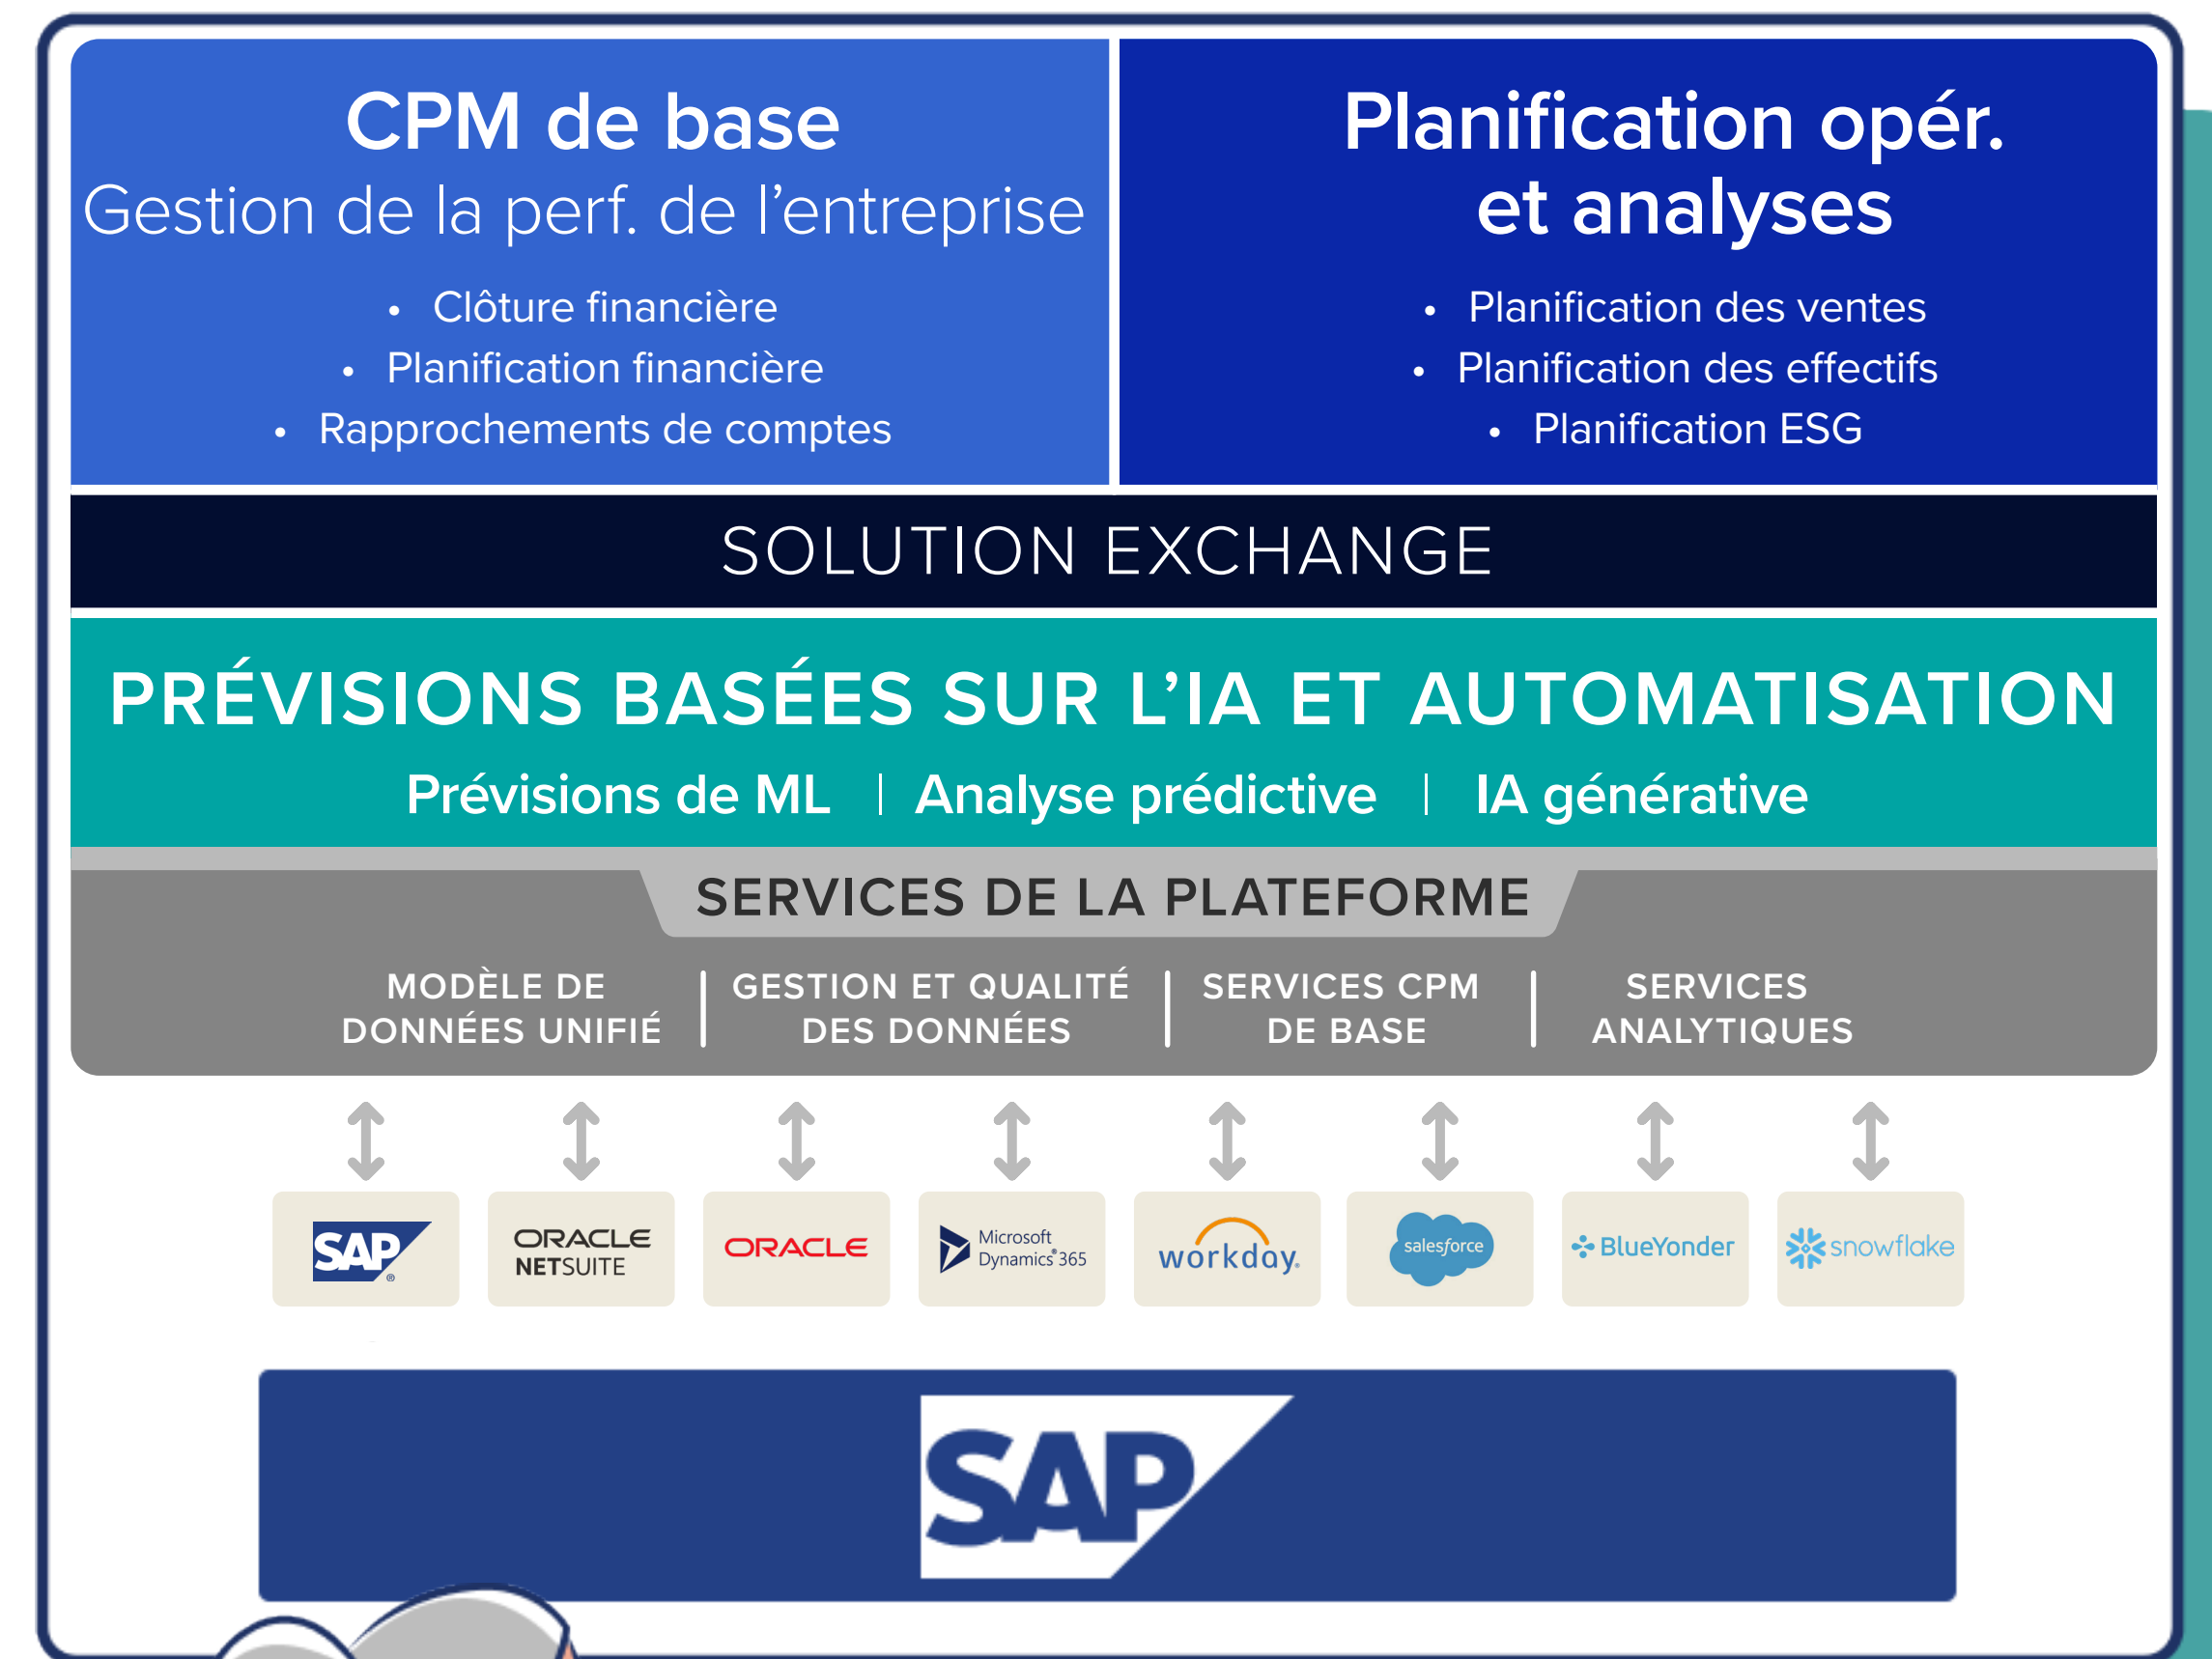 CPM de base
Gestion de la perf. de l'entreprise
• Clôture financière
• Planification financière
• Rapprochements de comptes
Planification opér.
et analyses
• Planification des ventes
• Planification des effectifs
• Planification ESG
SOLUTION EXCHANGE
PRÉVISIONS BASÉES SUR L'IA ET AUTOMATISATION
Prévisions de ML | Analyse prédictive | IA générative
SERVICES DE LA PLATEFORME
MODÈLE DE
DONNÉES UNIFIÉ
GESTION ET QUALITÉ
DES DONNÉES
SERVICES CPM
DE BASE
SERVICES
ANALYTIQUES
SAP®
ORACLE
NETSUITE
ORACLE
Microsoft
Dynamics® 365
workday.
salesforce
BlueYonder
snowflake
SAP